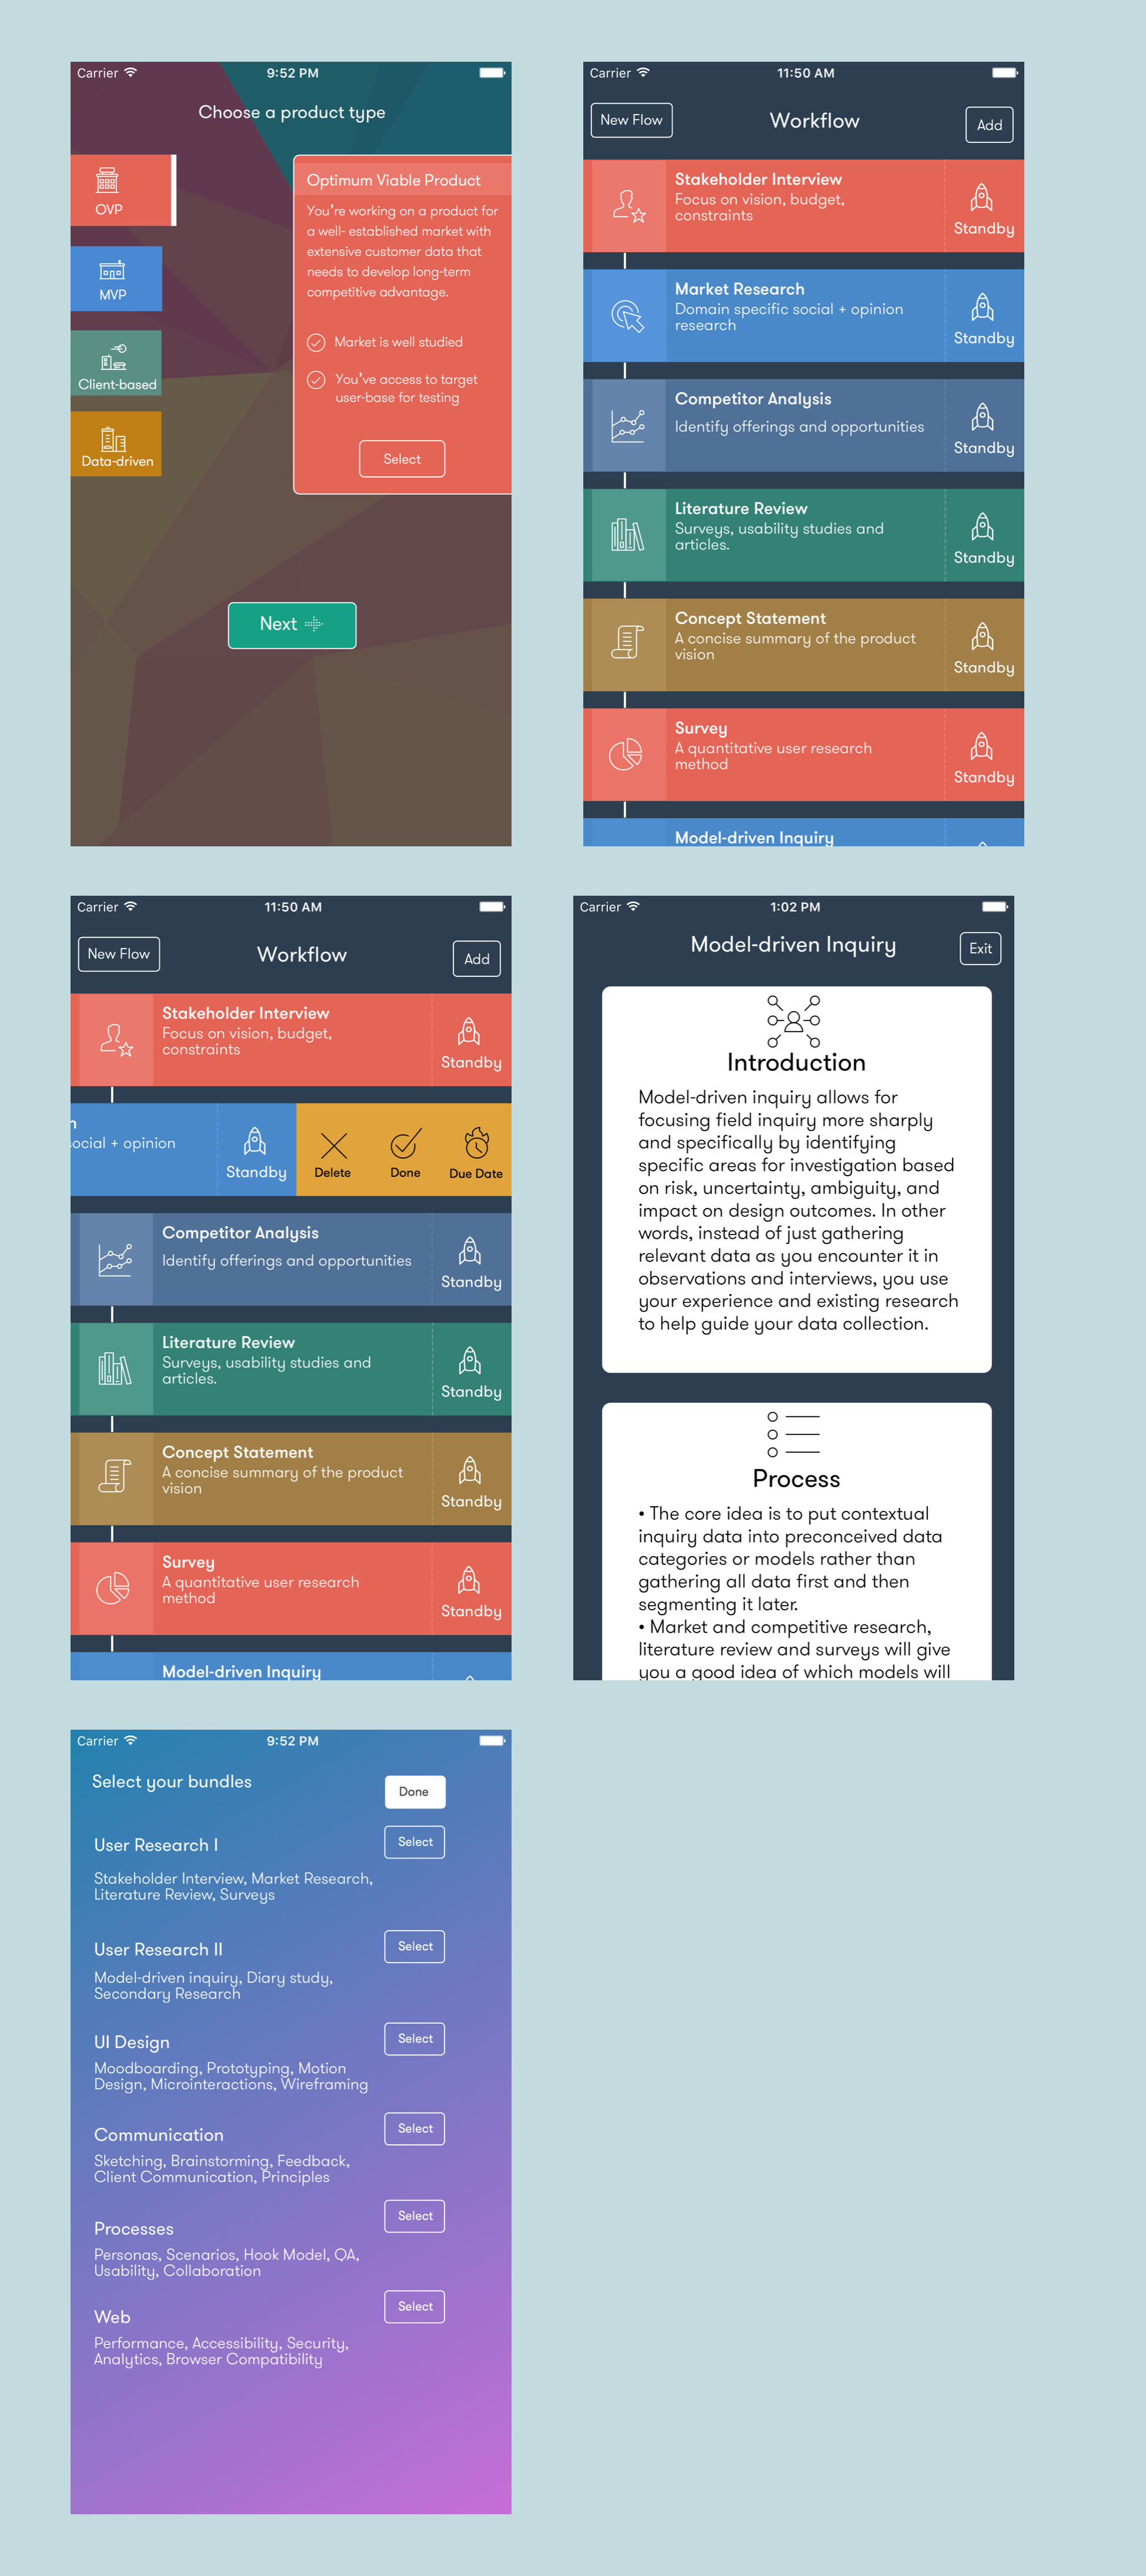 Carrier 9:52 PM
Choose a product type
OVP
MVP
Client-based
Data-driven
Optimum Viable Product
You're working on a product for
a well- established market with
extensive customer data that
needs to develop long-term
competitive advantage.
Market is well studied
You've access to target
user-base for testing
Select
Next
Carrier 11:50 AM
New Flow Workflow Add
Stakeholder Interview
Focus on vision, budget,
constraints
Standby
Market Research
Domain specific social + opinion
research
Standby
Competitor Analysis
Identify offerings and opportunities
Standby
Literature Review
Surveys, usability studies and
articles.
Standby
Concept Statement
A concise summary of the product
vision
Standby
Survey
A quantitative user research
method
Standby
Model-driven Inquiry
Carrier 11:50 AM
New Flow Workflow Add
Stakeholder Interview
Focus on vision, budget,
constraints
Standby
h
social + opinion
Standby
Delete Done Due Date
Competitor Analysis
Identify offerings and opportunities
Standby
Literature Review
Surveys, usability studies and
articles.
Standby
Concept Statement
A concise summary of the product
vision
Standby
Survey
A quantitative user research
method
Standby
Model-driven Inquiry
Carrier 1:02 PM
Model-driven Inquiry Exit
Introduction
Model-driven inquiry allows for
focusing field inquiry more sharply
and specifically by identifying
specific areas for investigation based
on risk, uncertainty, ambiguity, and
impact on design outcomes. In other
words, instead of just gathering
relevant data as you encounter it in
observations and interviews, you use
your experience and existing research
to help guide your data collection.
Process
• The core idea is to put contextual
inquiry data into preconceived data
categories or models rather than
gathering all data first and then
segmenting it later.
• Market and competitive research,
literature review and surveys will give
you a good idea of which models will
Carrier 9:52 PM
Select your bundles Done
User Research I Select
Stakeholder Interview, Market Research,
Literature Review, Surveys
User Research II Select
Model-driven inquiry, Diary study,
Secondary Research
UI Design Select
Moodboarding, Prototyping, Motion
Design, Microinteractions, Wireframing
Communication Select
Sketching, Brainstorming, Feedback,
Client Communication, Principles
Processes Select
Personas, Scenarios, Hook Model, QA,
Usability, Collaboration
Web Select
Performance, Accessibility, Security,
Analytics, Browser Compatibility